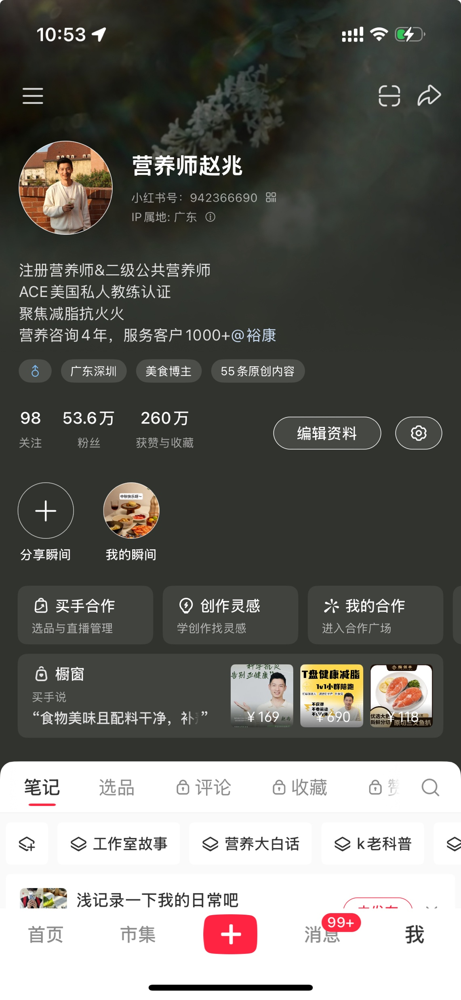 10:53
营养师赵兆
小红书号：942366690
IP属地: 广东
注册营养师&二级公共营养师
ACE美国私人教练认证
聚焦减脂抗火火
营养咨询4年，服务客户1000+@裕康
广东深圳
美食博主
55条原创内容
98
53.6万
260万
关注
粉丝
获赞与收藏
编辑资料
中秋快乐呀~
分享瞬间
我的瞬间
买手合作
创作灵感
我的合作
选品与直播管理
学创作找灵感
进入合作广场
橱窗
买手说
“食物美味且配料干净，补”
科学抗炎
告别亚健康”
赵兆
¥169
T盘健康减脂
1v1小群陪跑
不反弹
不卷运动
¥690
优选大鱼
新鲜分切
原切三文鱼扒
¥118
笔记
选品
评论
收藏
赞
工作室故事
营养大白话
k老科普
浅记录一下我的日常吧
去发布
首页
市集
消息
99+
我